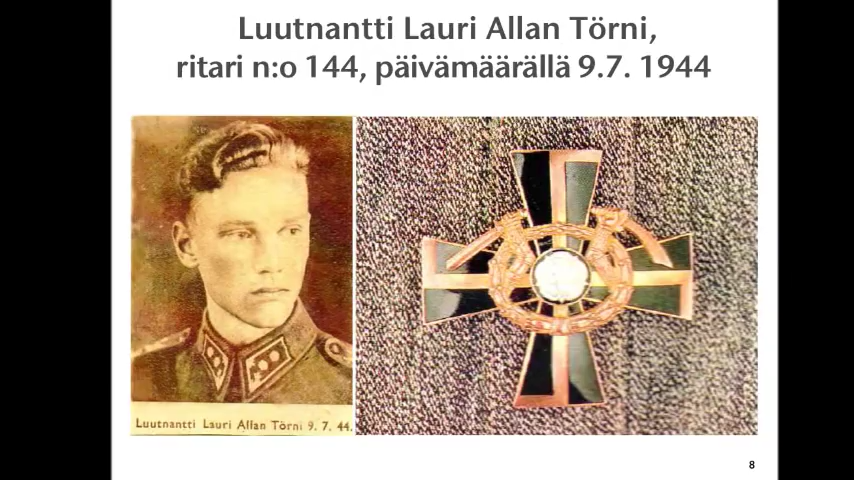 Luutnantti Lauri Allan Törni,
ritari n:o 144, päivämäärällä 9.7. 1944
Luutnantti Lauri Allan Törni 9. 7. 44.
8